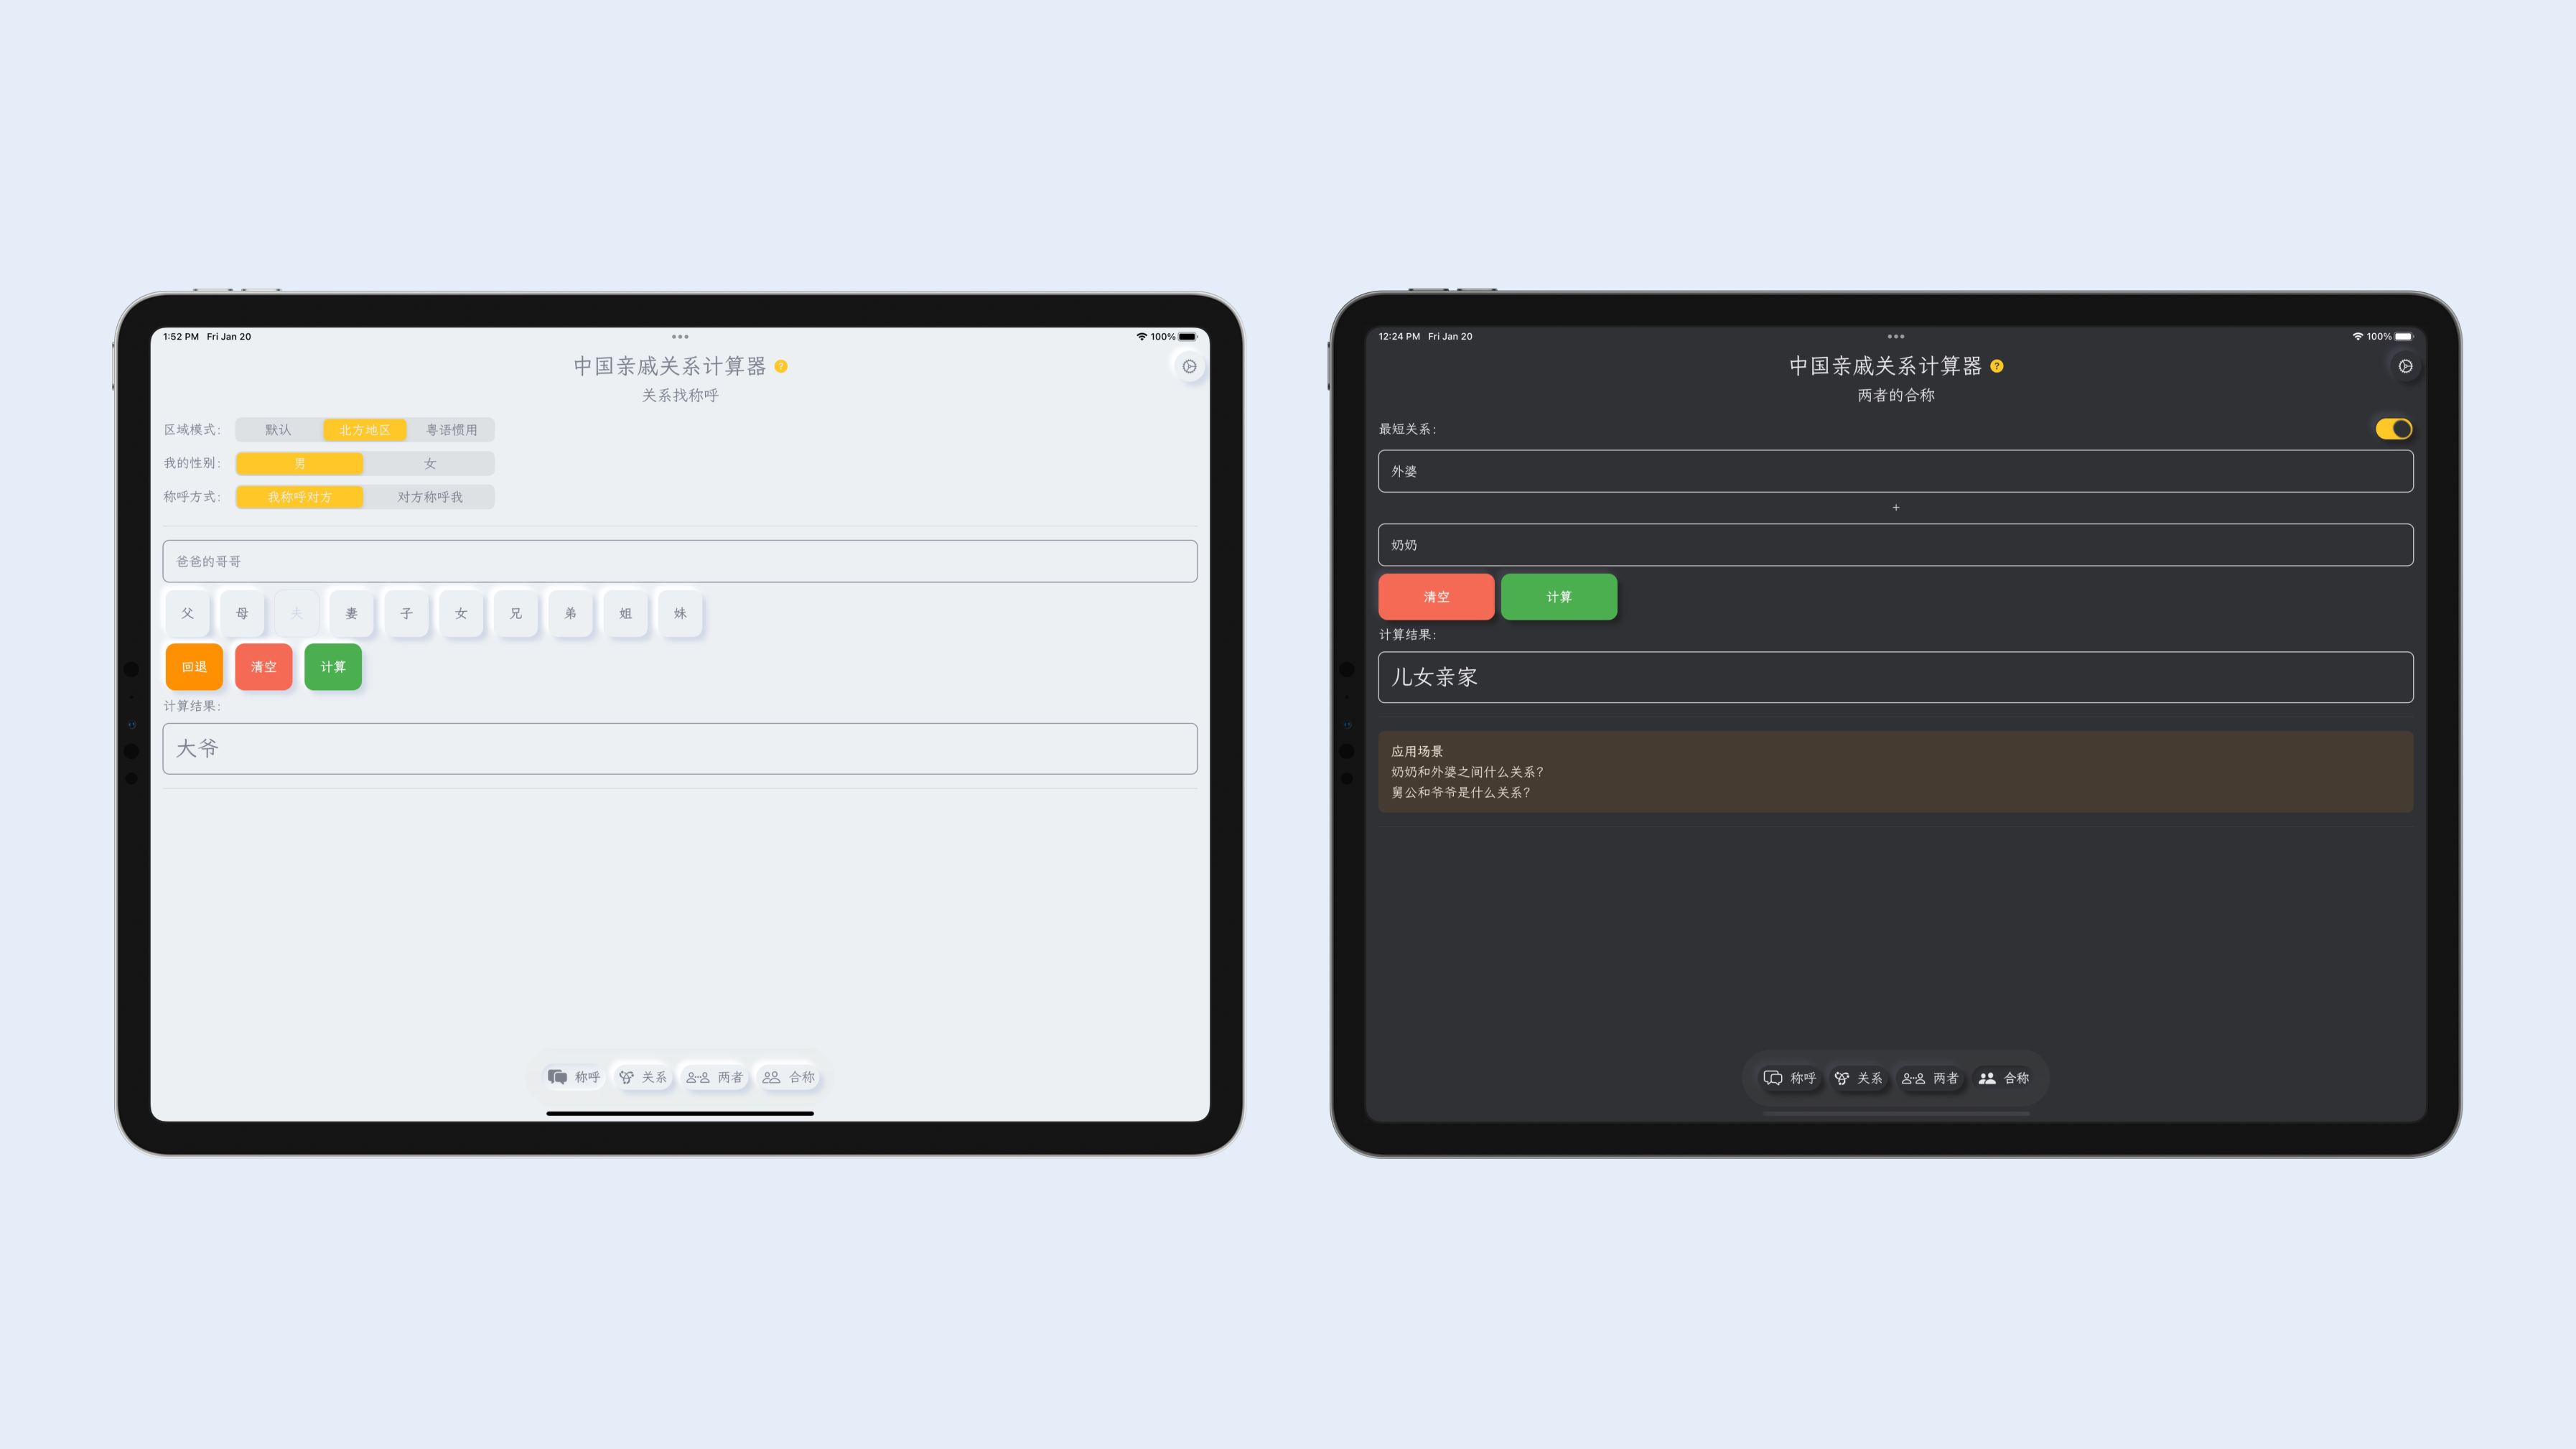 1:52 PM Fri Jan 20
100%
中国亲戚关系计算器 ?
关系找称呼
区域模式: 默认 北方地区 粤语惯用
我的性别: 男 女
称呼方式: 我称呼对方 对方称呼我
爸爸的哥哥
父 母 夫 妻 子 女 兄 弟 姐 妹
回退 清空 计算
计算结果:
大爷
称呼 关系 两者 合称
12:24 PM Fri Jan 20
100%
中国亲戚关系计算器 ?
两者的合称
最短关系:
外婆
+
奶奶
清空 计算
计算结果:
儿女亲家
应用场景
奶奶和外婆之间什么关系?
舅公和爷爷是什么关系?
称呼 关系 两者 合称